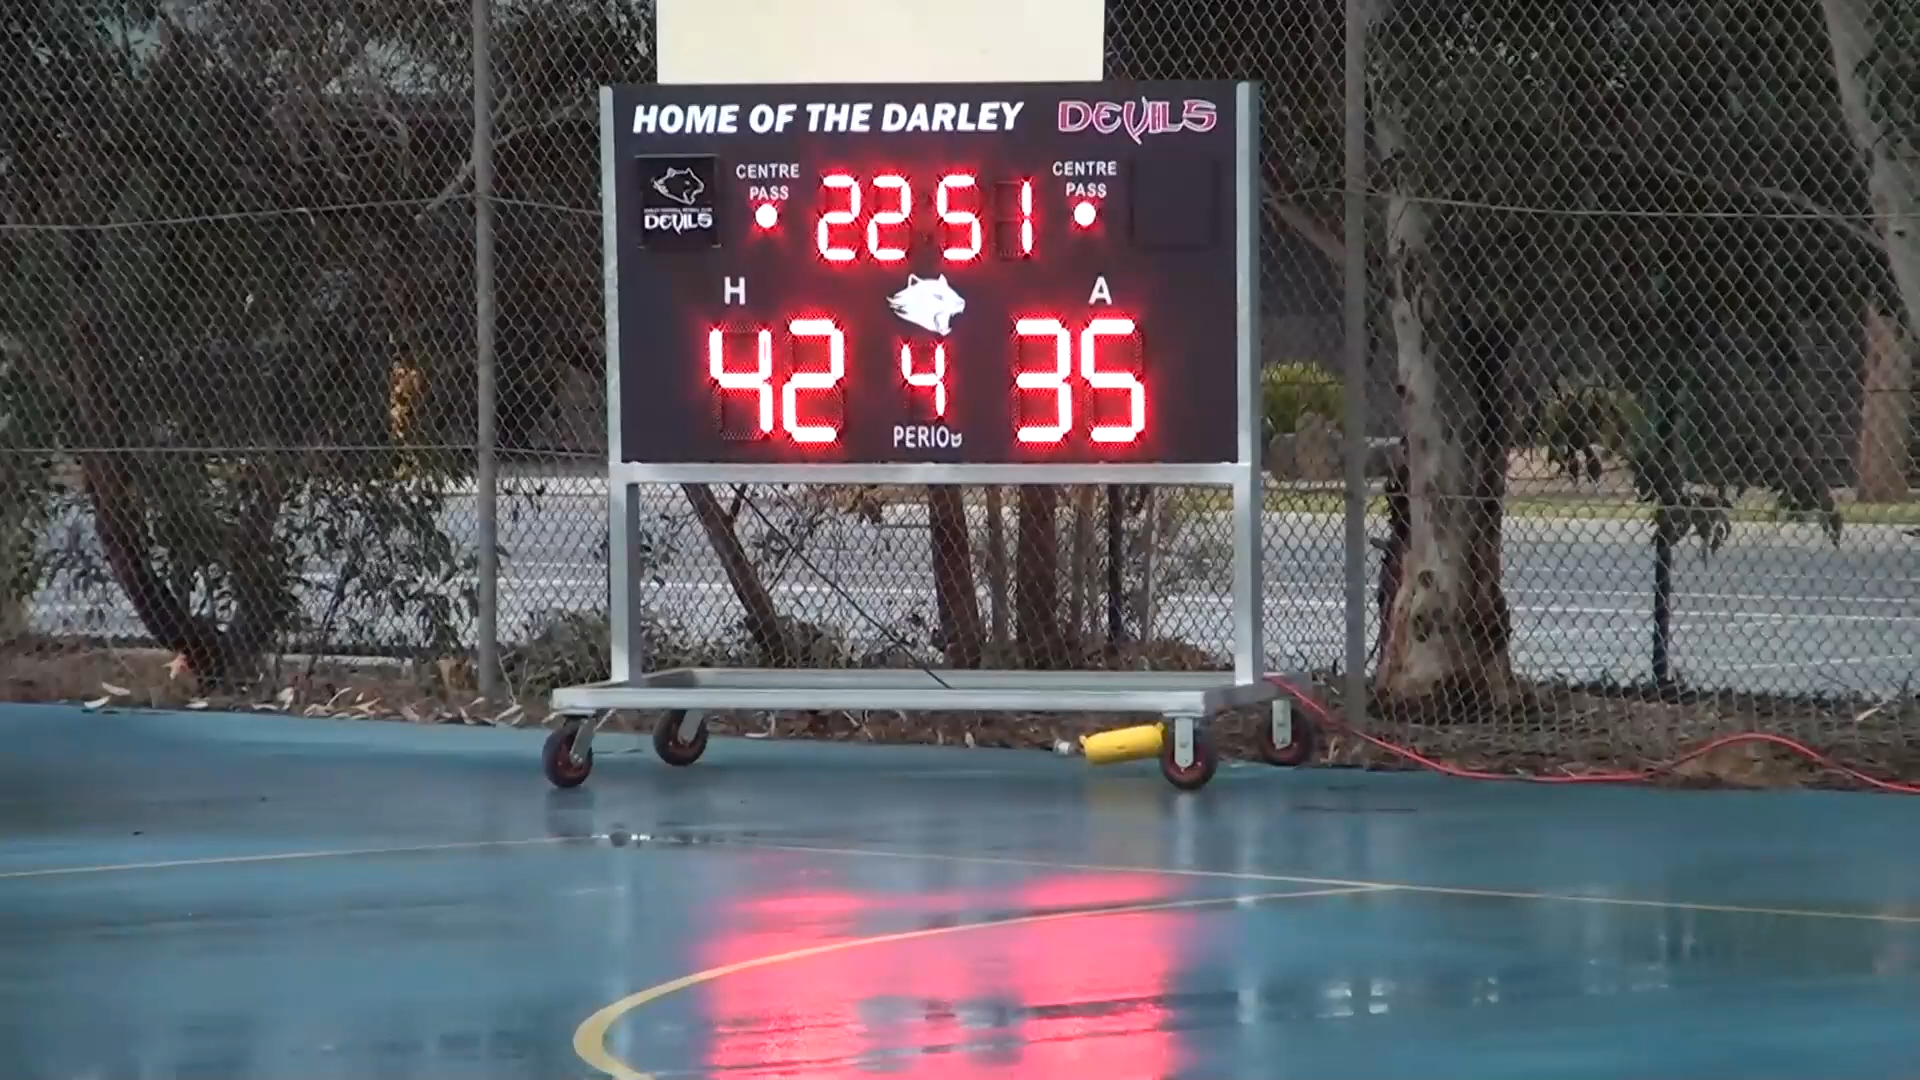 HOME OF THE DARLEY DEVILS
CENTRE PASS
22 51
CENTRE PASS
DEVILS
H
A
42
4
35
PERIOD